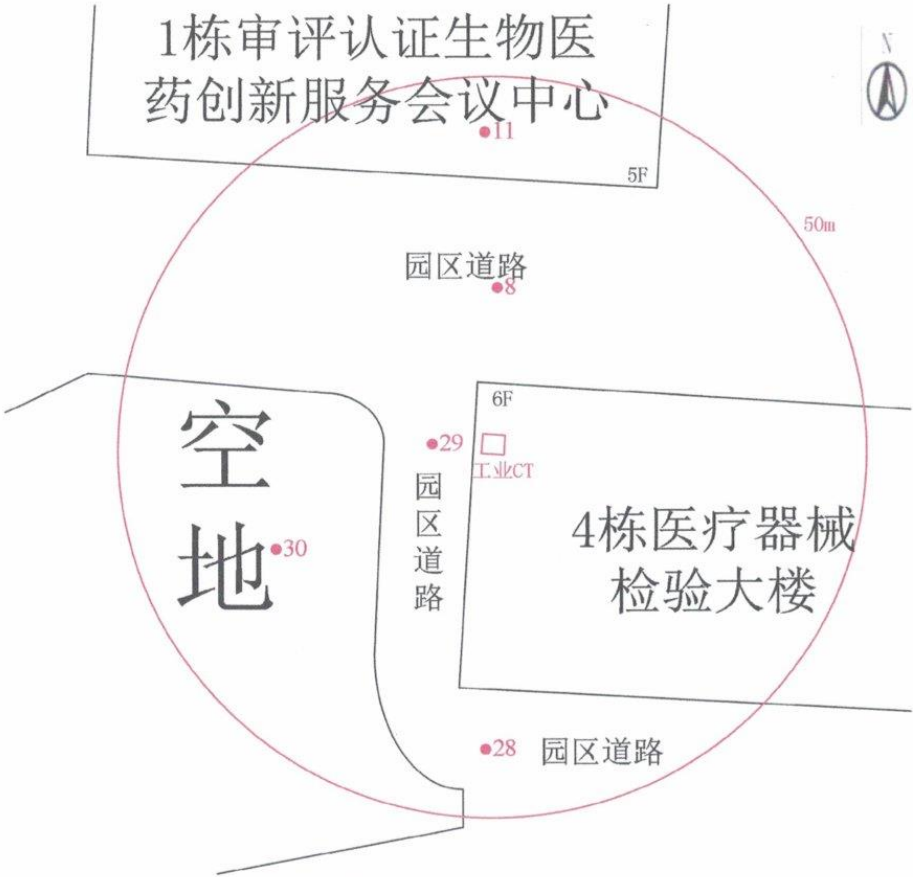 1栋审评认证生物医
药创新服务会议中心
N
11
5F
50m
园区道路
8
6F
空地
29
工业CT
园区道路
4栋医疗器械
检验大楼
30
28
园区道路